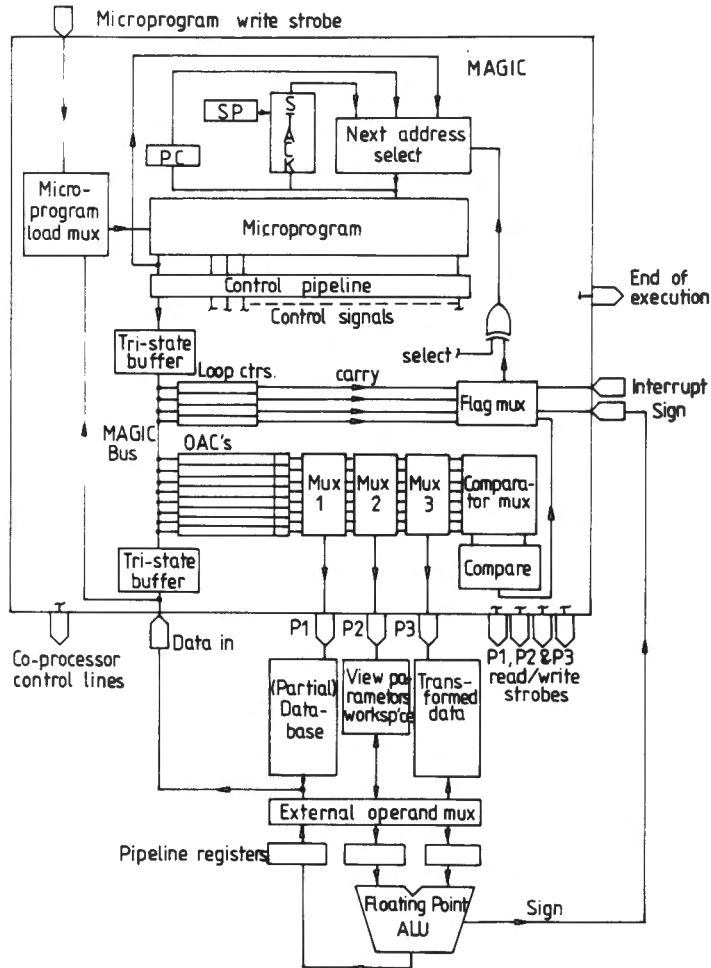 Microprogram write strobe
MAGIC
SP
STACK
Next address
select
PC
Micro-
program
load mux
Microprogram
Control pipeline
Control signals
End of
execution
Tri-state
buffer
select
Loop ctrs.
carry
Flag mux
Interrupt
Sign
MAGIC
Bus
OAC's
Mux
1
Mux
2
Mux
3
Compara-
tor mux
Tri-state
buffer
Compare
Data in
P1
P2
P3
Co-processor
control lines
P1, P2 & P3
read/write
strobes
(Partial)
Data-
base
View pa-
rametors
workspce
Trans-
formed
data
External operand mux
Pipeline registers
Floating Point
ALU
Sign